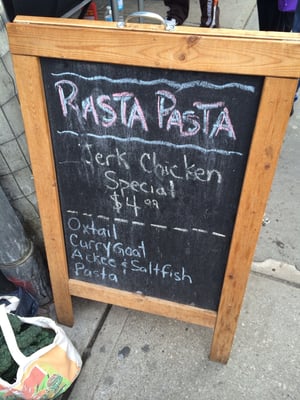 RASTA PASTA
Jerk Chicken
Special
$4.99
Oxtail
Curry Goat
Ackee & Saltfish
Pasta